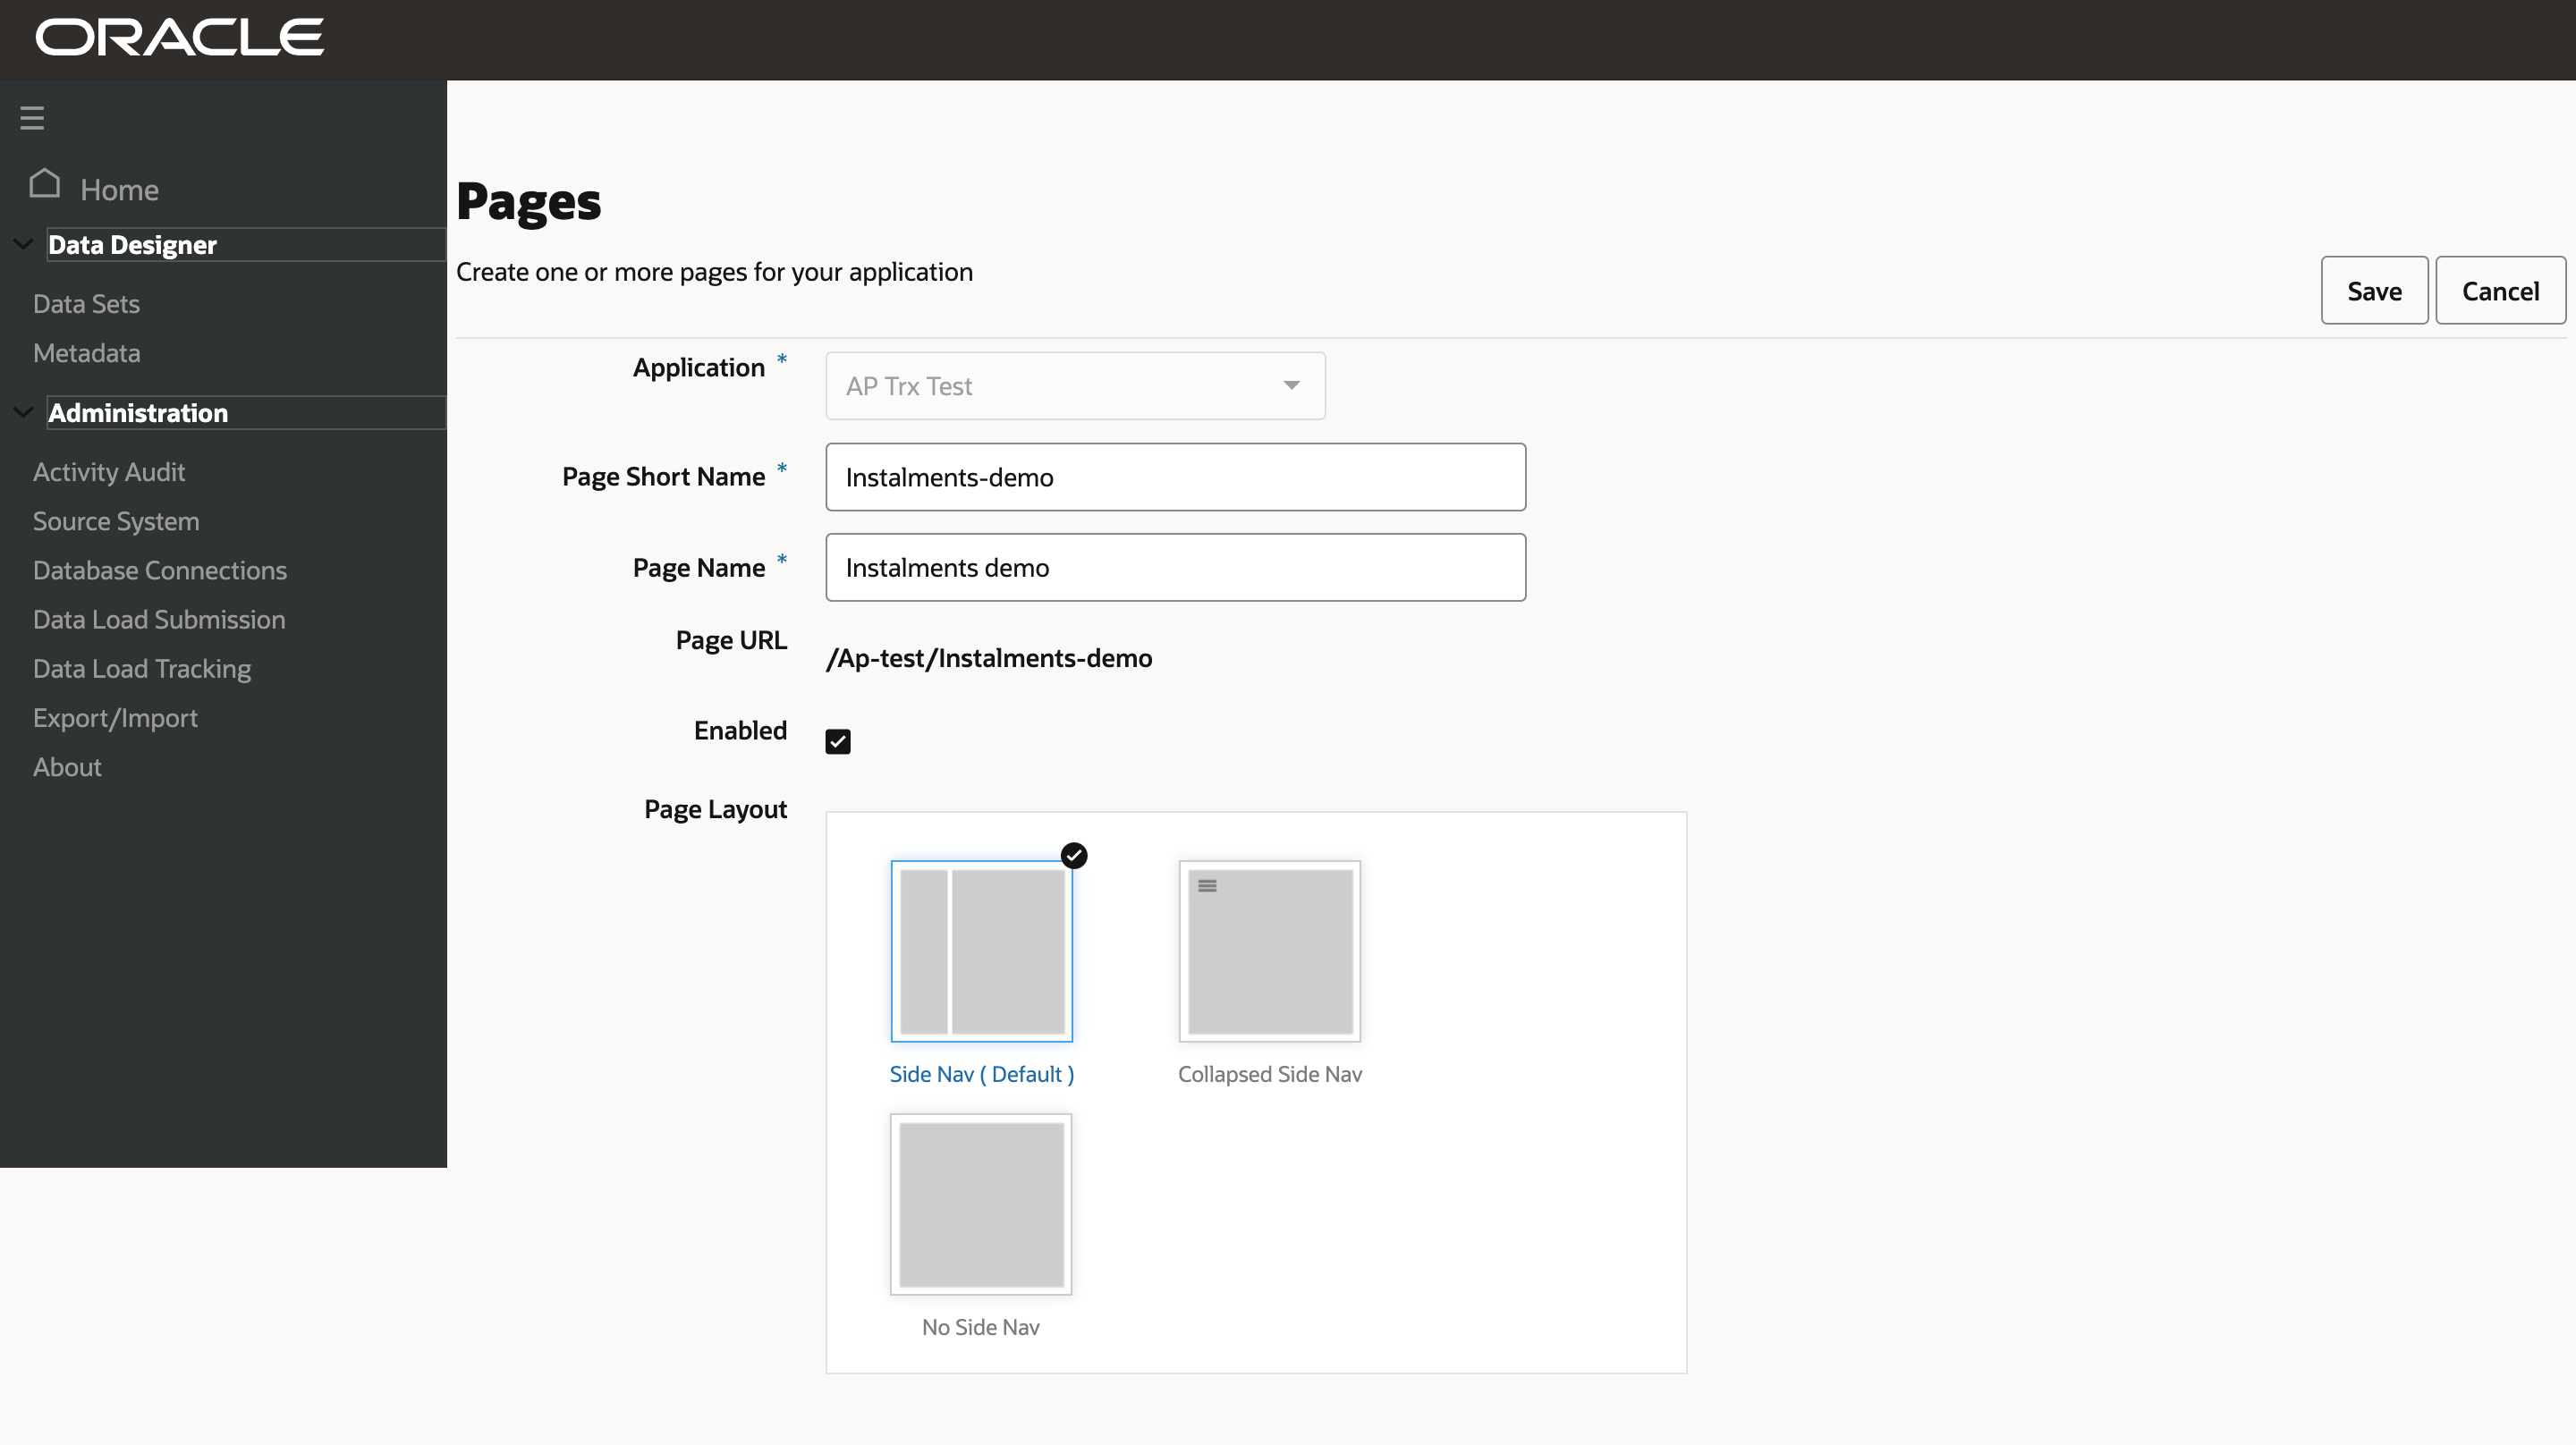 ORACLE
Home
Data Designer
Data Sets
Metadata
Administration
Activity Audit
Source System
Database Connections
Data Load Submission
Data Load Tracking
Export/Import
About
Pages
Create one or more pages for your application
Save Cancel
Application * AP Trx Test
Page Short Name * Instalments-demo
Page Name * Instalments demo
Page URL /Ap-test/Instalments-demo
Enabled
Page Layout
Side Nav ( Default ) Collapsed Side Nav
No Side Nav